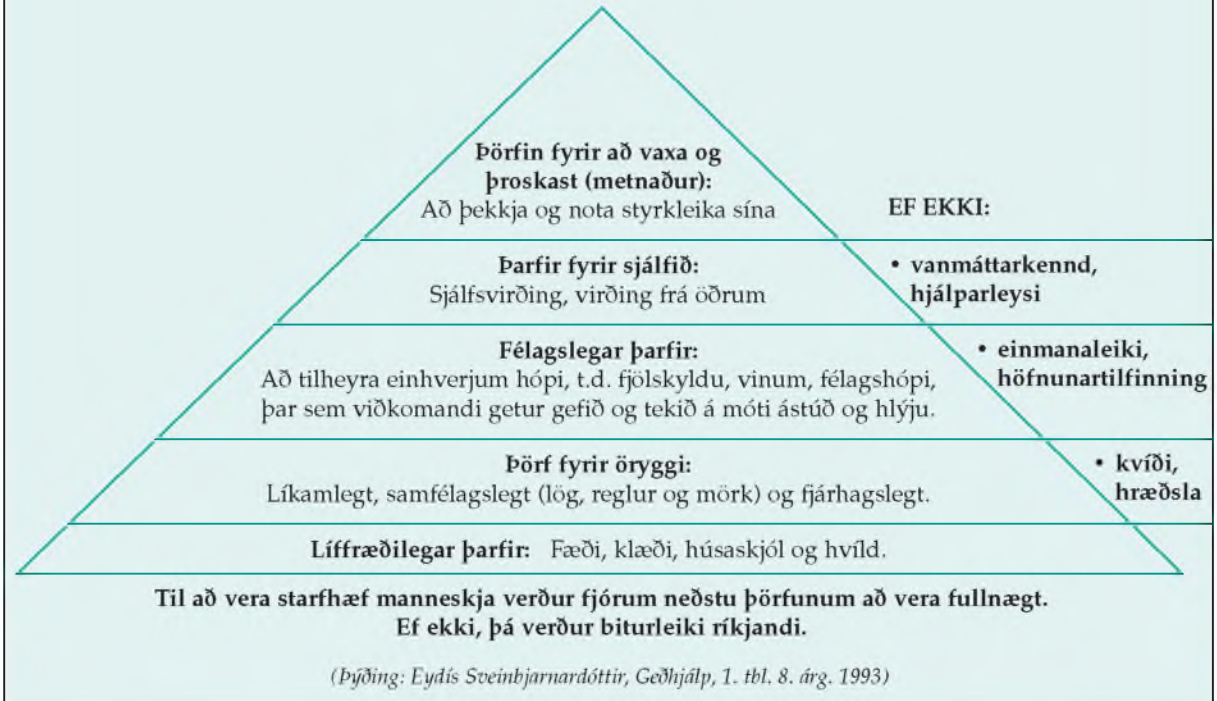 Þörfin fyrir að vaxa og
þroskast (metnaður):
Að þekkja og nota styrkleika sína
EF EKKI:
Þarfir fyrir sjálfið:
Sjálfsvirðing, virðing frá öðrum
• vanmáttarkennd,
hjálparleysi
Félagslegar þarfir:
Að tilheyra einhverjum hópi, t.d. fjölskyldu, vinum, félagshópi,
þar sem viðkomandi getur gefið og tekið á móti ástúð og hlýju.
• einmanaleiki,
höfnunartilfinning
Þörf fyrir öryggi:
Líkamlegt, samfélagslegt (lög, reglur og mörk) og fjárhagslegt.
• kvíði,
hræðsla
Líffræðilegar þarfir: Fæði, klæði, húsaskjól og hvíld.
Til að vera starfhæf manneskja verður fjórum neðstu þörfunum að vera fullnægt.
Ef ekki, þá verður biturleiki ríkjandi.
(Þýðing: Eydís Sveinbjarnardóttir, Geðhjálp, 1. tbl. 8. árg. 1993)